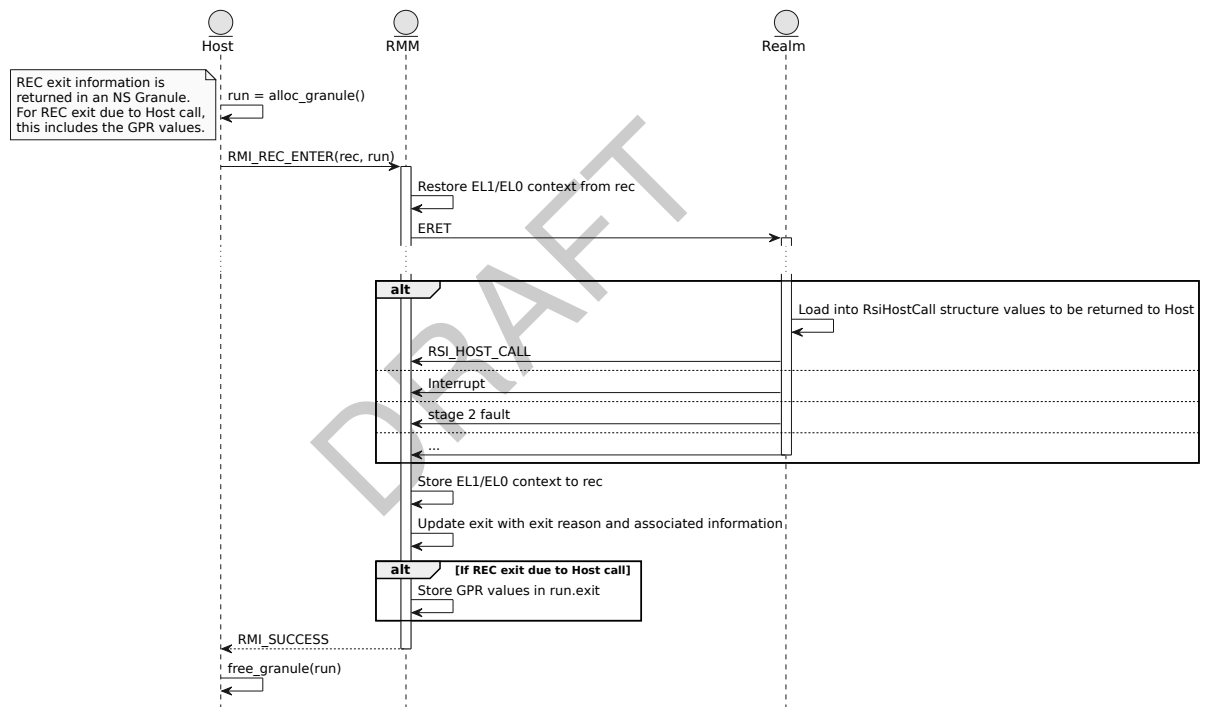 Host
RMM
Realm
REC exit information is
returned in an NS Granule.
For REC exit due to Host call,
this includes the GPR values.
run = alloc_granule()
RMI_REC_ENTER(rec, run)
Restore EL1/EL0 context from rec
ERET
alt
Load into RsiHostCall structure values to be returned to Host
RSI_HOST_CALL
Interrupt
stage 2 fault
...
Store EL1/EL0 context to rec
Update exit with exit reason and associated information
alt [If REC exit due to Host call]
Store GPR values in run.exit
RMI_SUCCESS
free_granule(run)
DRAFT